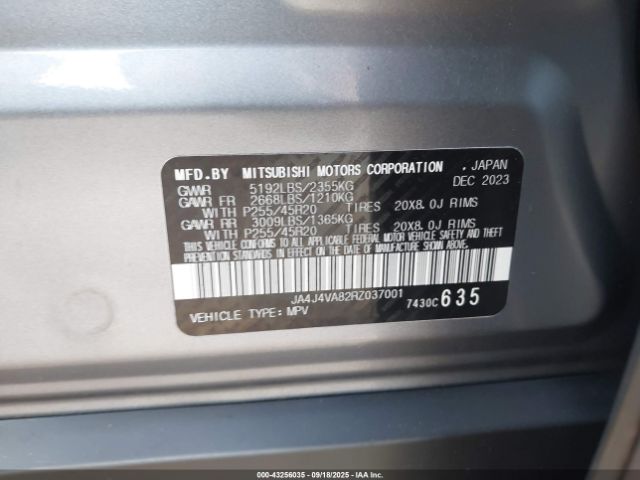 MFD.BY MITSUBISHI MOTORS CORPORATION , JAPAN
GWR 5192LBS/2355KG DEC 2023
GAWR FR 2668LBS/1210KG
WITH P255/45R20 TIRES 20X8.0J RIMS
GAWR RR 3009LBS/1365KG
WITH P255/45R20 TIRES 20X8.0J RIMS
THIS VEHICLE CONFORMS TO ALL APPLICABLE FEDERAL MOTOR VEHICLE SAFETY AND THEFT
PREVENTION STANDARDS IN EFFECT ON THE DATE OF MANUFACTURE SHOWN ABOVE.
JA4J4VA82RZ037001
7430C 635
VEHICLE TYPE: MPV
000-43256035 - 09/18/2025 - IAAI.com